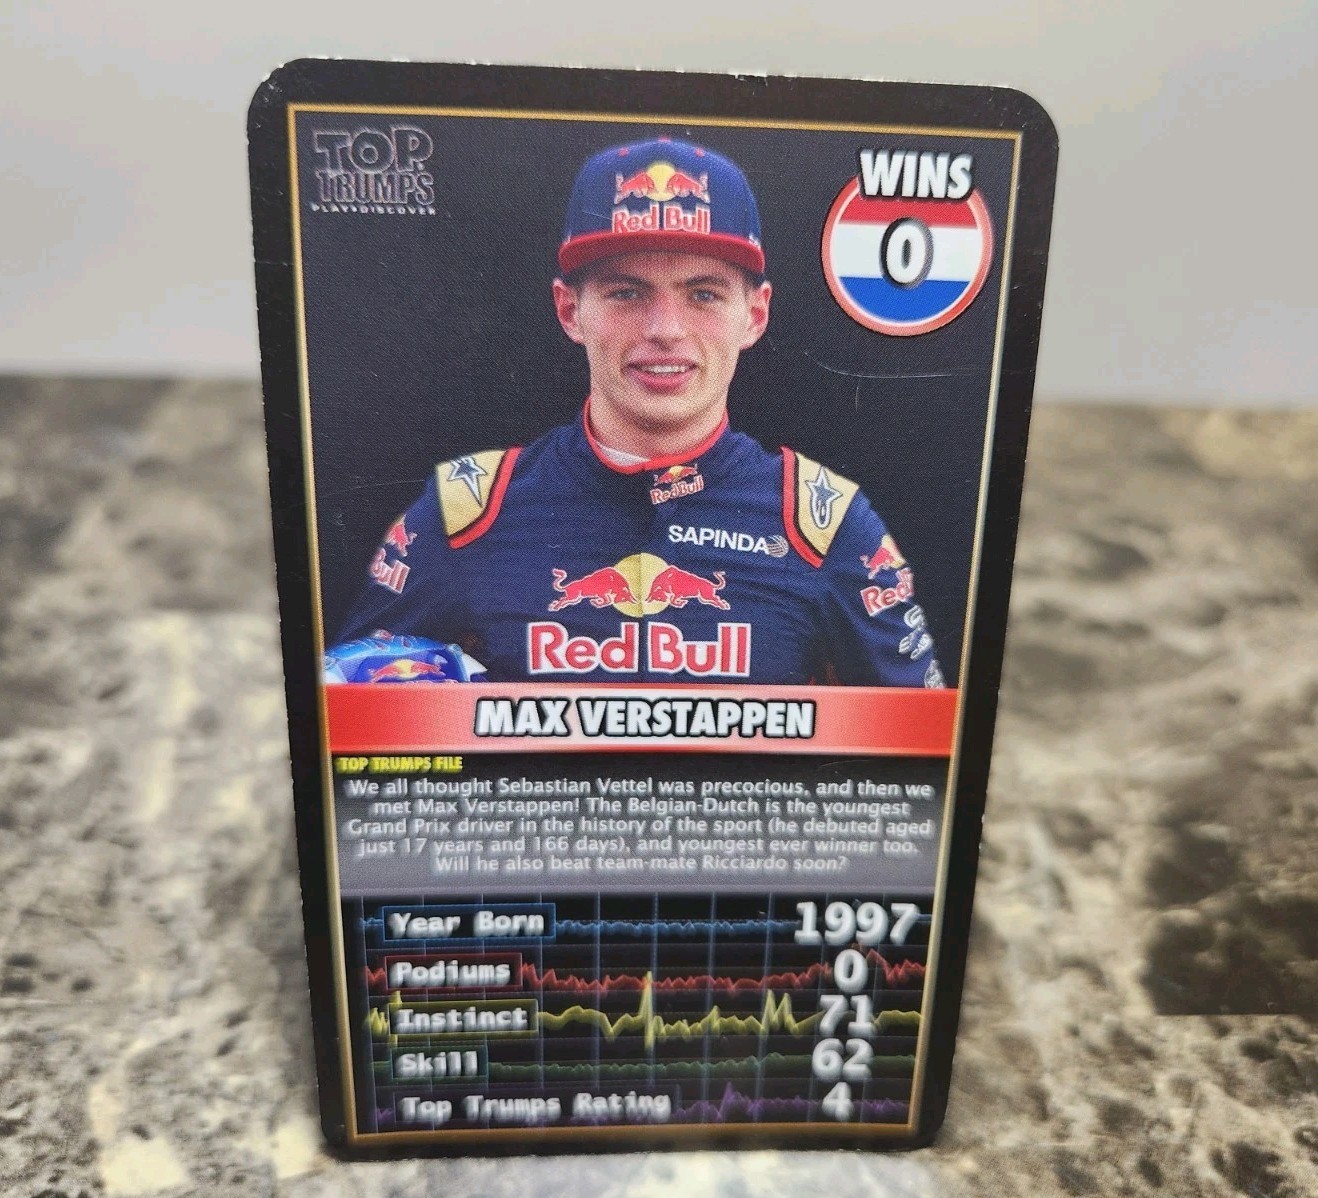 TOP
TRUMPS
PLAY•DISCOVER
WINS
0
Red Bull
Red Bull
SAPINDA
Bull
Red
Red Bull
MAX VERSTAPPEN
TOP TRUMPS FILE
We all thought Sebastian Vettel was precocious, and then we
met Max Verstappen! The Belgian-Dutch is the youngest
Grand Prix driver in the history of the sport (he debuted aged
just 17 years and 166 days), and youngest ever winner too.
Will he also beat team-mate Ricciardo soon?
Year Born 1997
Podiums 0
Instinct 71
Skill 62
Top Trumps Rating 4